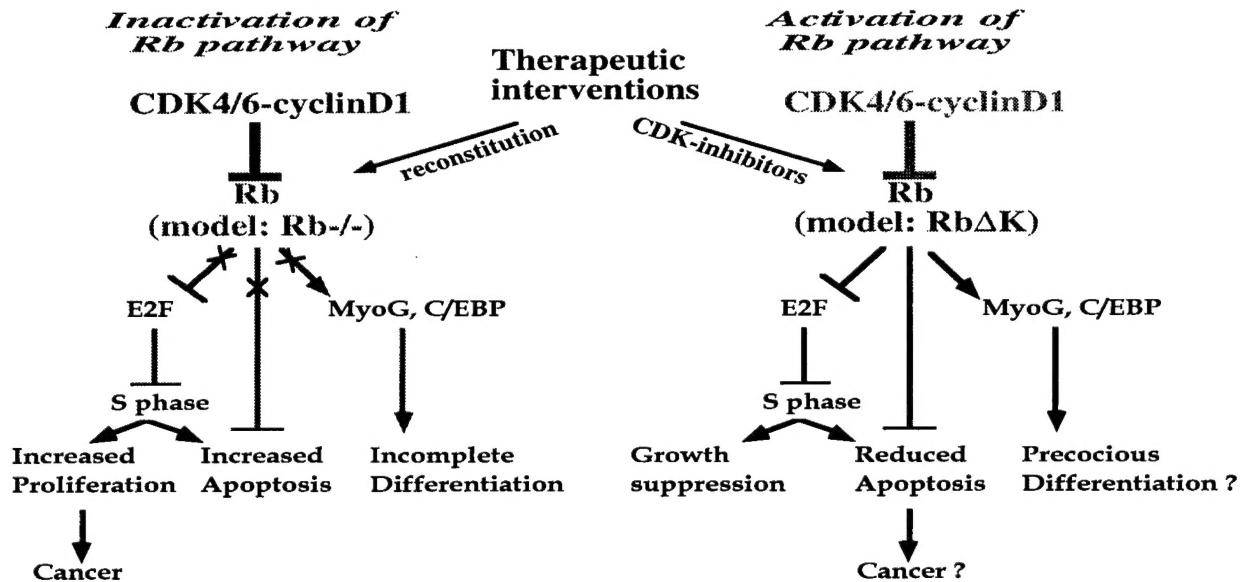 Inactivation of
Rb pathway
CDK4/6-cyclinD1
Therapeutic
interventions
reconstitution
CDK-inhibitors
Activation of
Rb pathway
CDK4/6-cyclinD1
Rb
(model: Rb-/-)
E2F
MyoG, C/EBP
S phase
Increased
Proliferation
Increased
Apoptosis
Incomplete
Differentiation
Cancer
Rb
(model: RbΔK)
E2F
MyoG, C/EBP
S phase
Growth
suppression
Reduced
Apoptosis
Precocious
Differentiation ?
Cancer ?